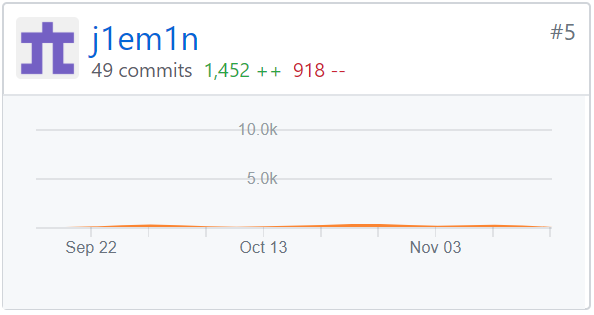 j1em1n #5
49 commits 1,452 ++ 918 --
10.0k
5.0k
Sep 22 Oct 13 Nov 03